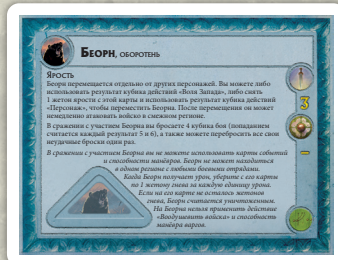 Беорн, оборотень
Ярость
Беорн перемещается отдельно от других персонажей. Вы можете либо
использовать результат кубика действий «Воля Запада», либо снять
1 жетон ярости с этой карты и использовать результат кубика действий
«Персонаж», чтобы переместить Беорна. После перемещения он может
немедленно атаковать войско в смежном регионе.
В сражении с участием Беорна вы бросаете 4 кубика боя (попаданием
считается каждый результат 5 и 6), а также можете перебросить все свои
неудачные броски один раз.
В сражении с участием Беорна вы не можете использовать карты событий
и способности манёвров. Беорн не может находиться
в одном регионе с любыми боевыми отрядами.
Когда Беорн получает урон, уберите с его карты
по 1 жетону гнева за каждую единицу урона.
Если на его карте не осталось жетонов
гнева, Беорн считается уничтоженным.
На Беорна нельзя применить действие
«Воодушевить войска» и способность
манёвра варгов.
3
–